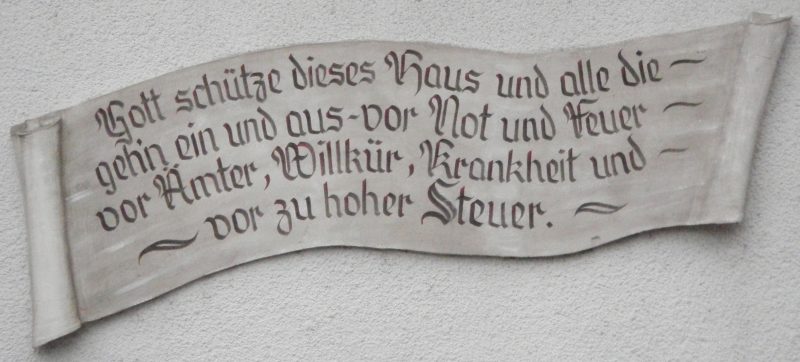 Gott schütze dieses Haus und alle die –
gehn ein und aus-vor Not und Feuer –
vor Ämter, Willkür, Krankheit und –
~ vor zu hoher Steuer. ~